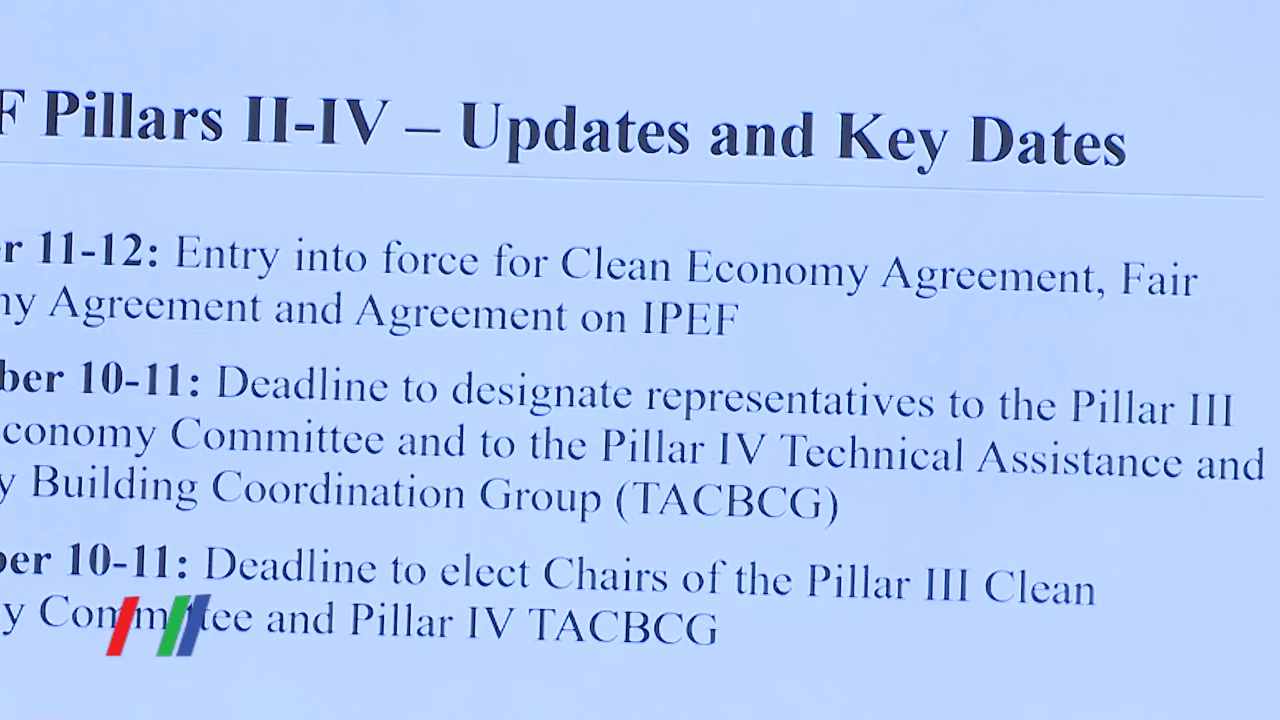 F Pillars II-IV – Updates and Key Dates
r 11-12: Entry into force for Clean Economy Agreement, Fair
ny Agreement and Agreement on IPEF
ber 10-11: Deadline to designate representatives to the Pillar III
conomy Committee and to the Pillar IV Technical Assistance and
y Building Coordination Group (TACBCG)
ber 10-11: Deadline to elect Chairs of the Pillar III Clean
y Committee and Pillar IV TACBCG